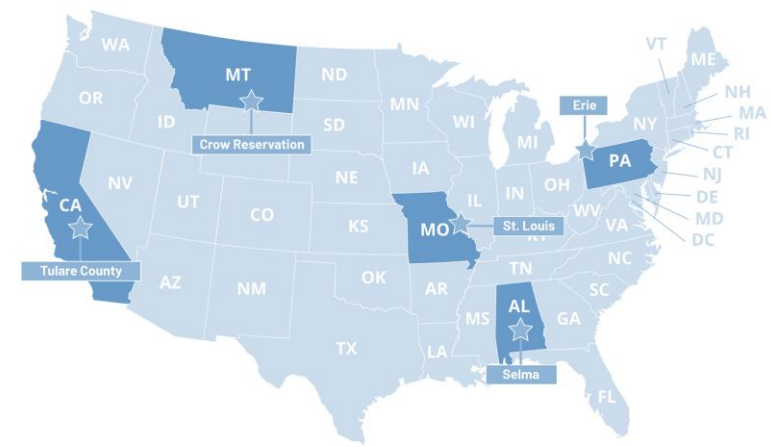 WA
MT
ND
MN
VT
ME
OR
ID
Crow Reservation
SD
WI
MI
Erie
NY
NH
MA
RI
CT
CA
NV
UT
CO
NE
KS
IA
MO
IL
IN
OH
PA
NJ
DE
MD
DC
WV
VA
St. Louis
KY
Tulare County
AZ
NM
OK
AR
TN
NC
SC
TX
LA
MS
AL
GA
Selma
FL